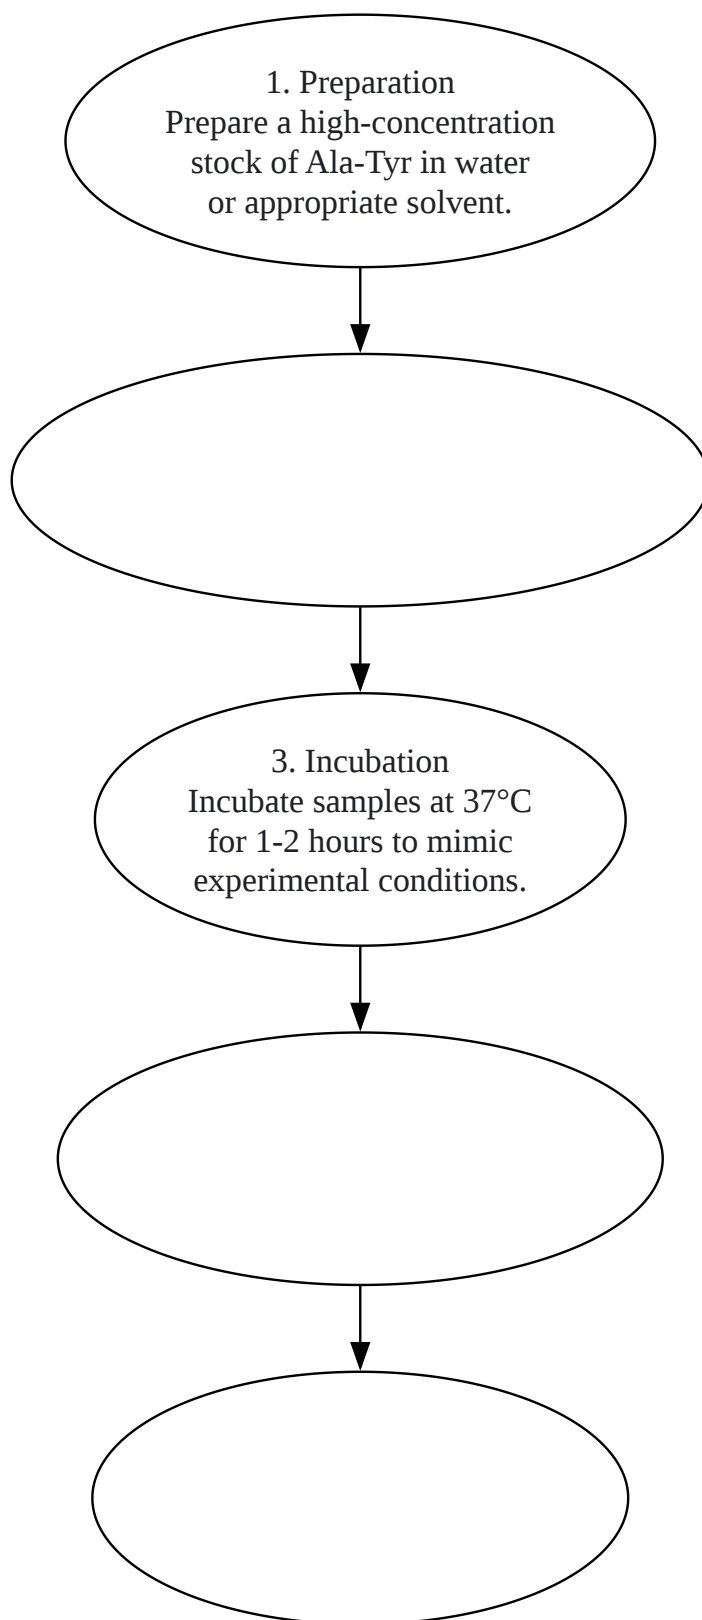 1. Preparation
Prepare a high-concentration
stock of Ala-Tyr in water
or appropriate solvent.
3. Incubation
Incubate samples at 37°C
for 1-2 hours to mimic
experimental conditions.